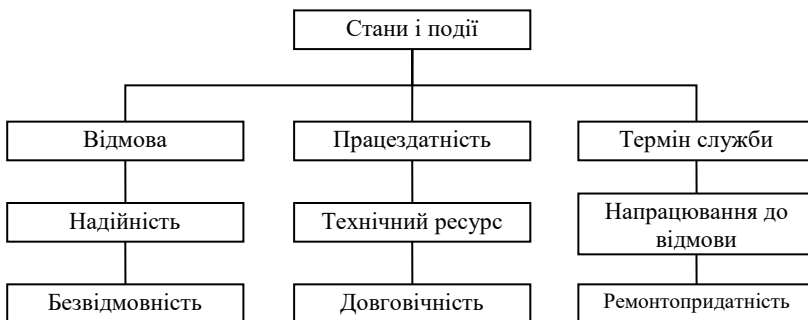 Стани і події
Відмова
Працездатність
Термін служби
Надійність
Технічний ресурс
Напрацювання до
відмови
Безвідмовність
Довговічність
Ремонтопридатність